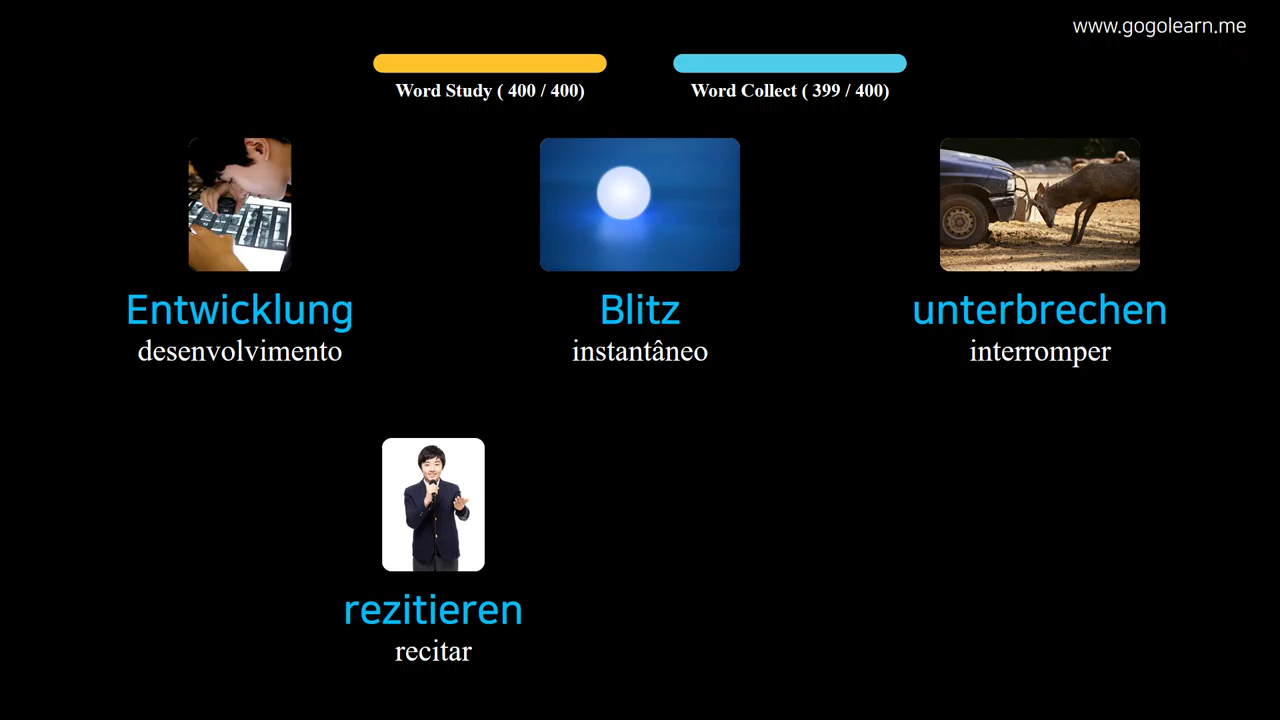 www.gogolearn.me
Word Study ( 400 / 400)
Word Collect ( 399 / 400)
Entwicklung
desenvolvimento
Blitz
instantâneo
unterbrechen
interromper
rezitieren
recitar